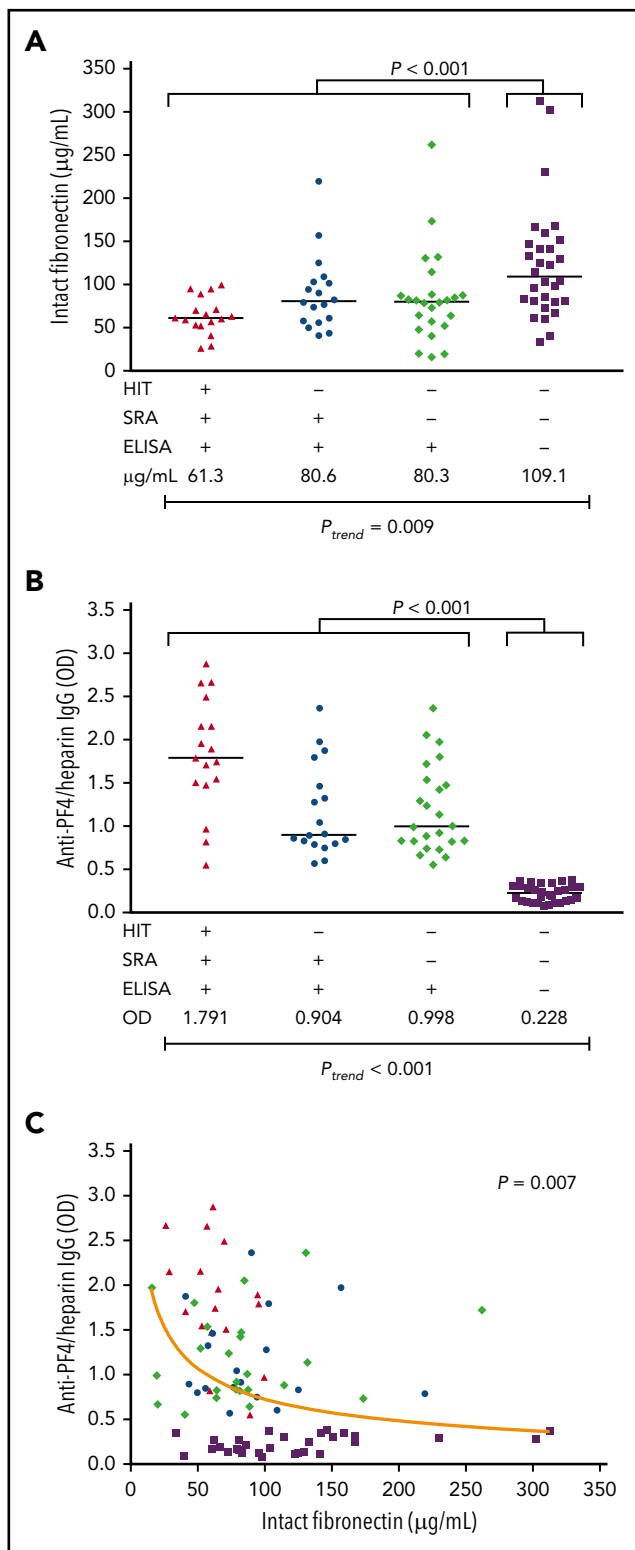 A
P < 0.001
350
300
250
200
150
100
50
0
Intact fibronectin (μg/mL)
HIT + – – –
SRA + + – –
ELISA + + + –
μg/mL 61.3 80.6 80.3 109.1
P trend = 0.009
B
P < 0.001
3.5
3.0
2.5
2.0
1.5
1.0
0.5
0.0
Anti-PF4/heparin IgG (OD)
HIT + – – –
SRA + + – –
ELISA + + + –
OD 1.791 0.904 0.998 0.228
P trend < 0.001
C
3.5
3.0
2.5
2.0
1.5
1.0
0.5
0.0
Anti-PF4/heparin IgG (OD)
P = 0.007
0 50 100 150 200 250 300 350
Intact fibronectin (μg/mL)